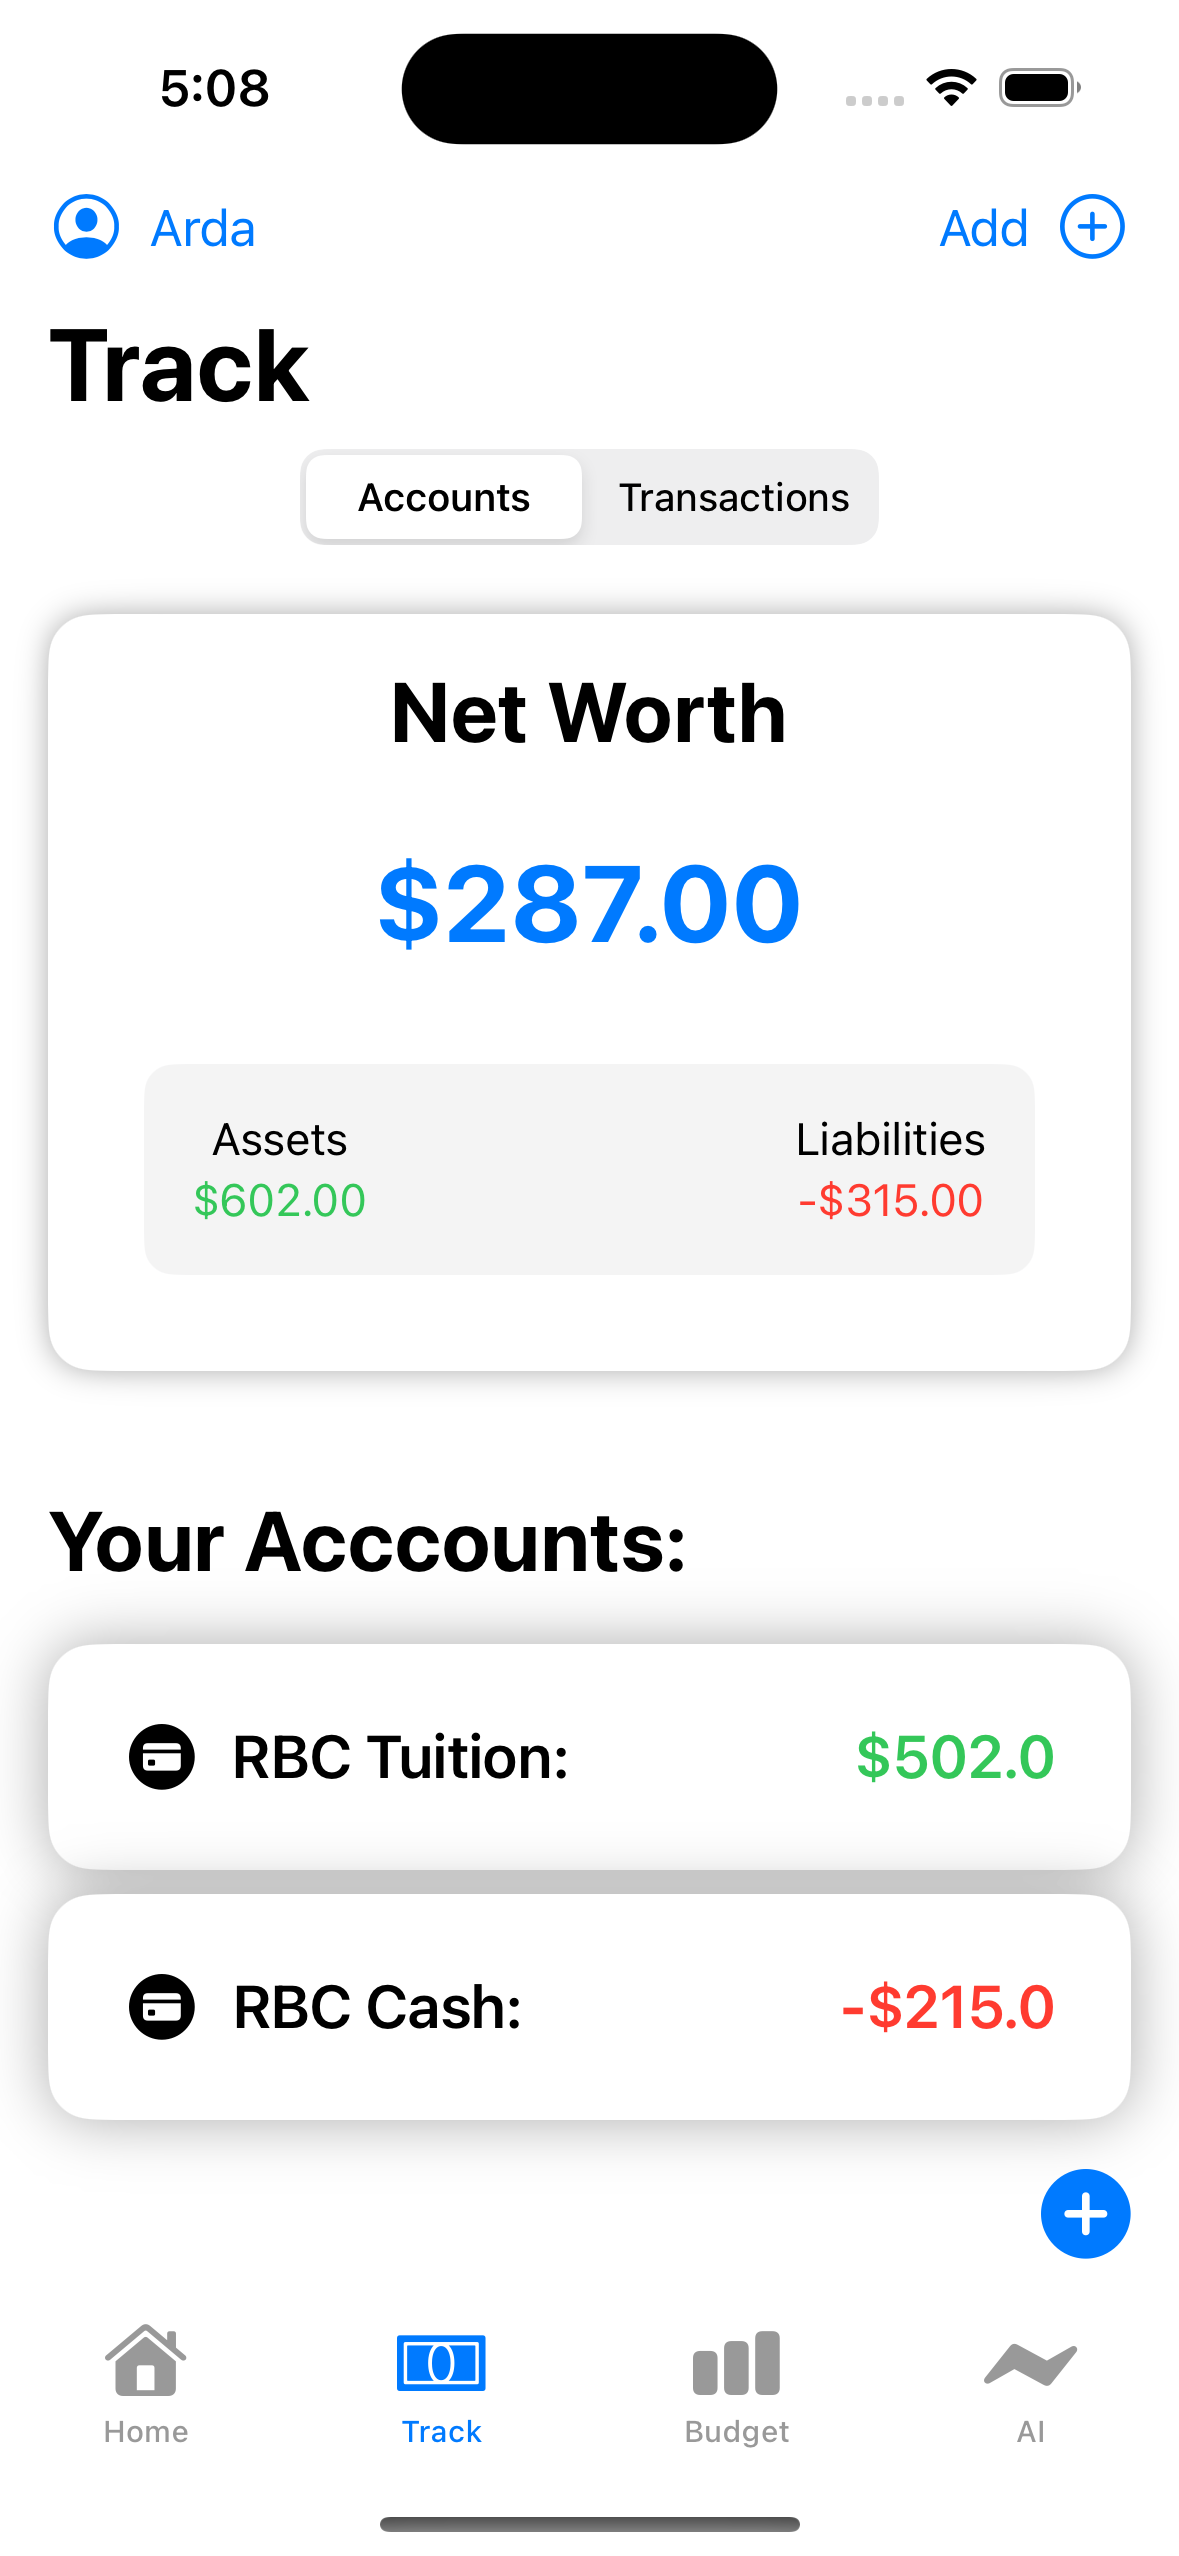 5:08
Arda
Add
Track
Accounts Transactions
Net Worth
$287.00
Assets Liabilities
$602.00 -$315.00
Your Acccounts:
RBC Tuition: $502.0
RBC Cash: -$215.0
Home Track Budget AI